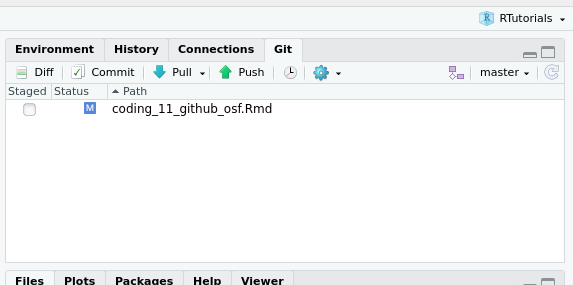 RTutorials
Environment History Connections Git
Diff Commit Pull Push master
Staged Status Path
M coding_11_github_osf.Rmd
Files Plots Packages Help Viewer